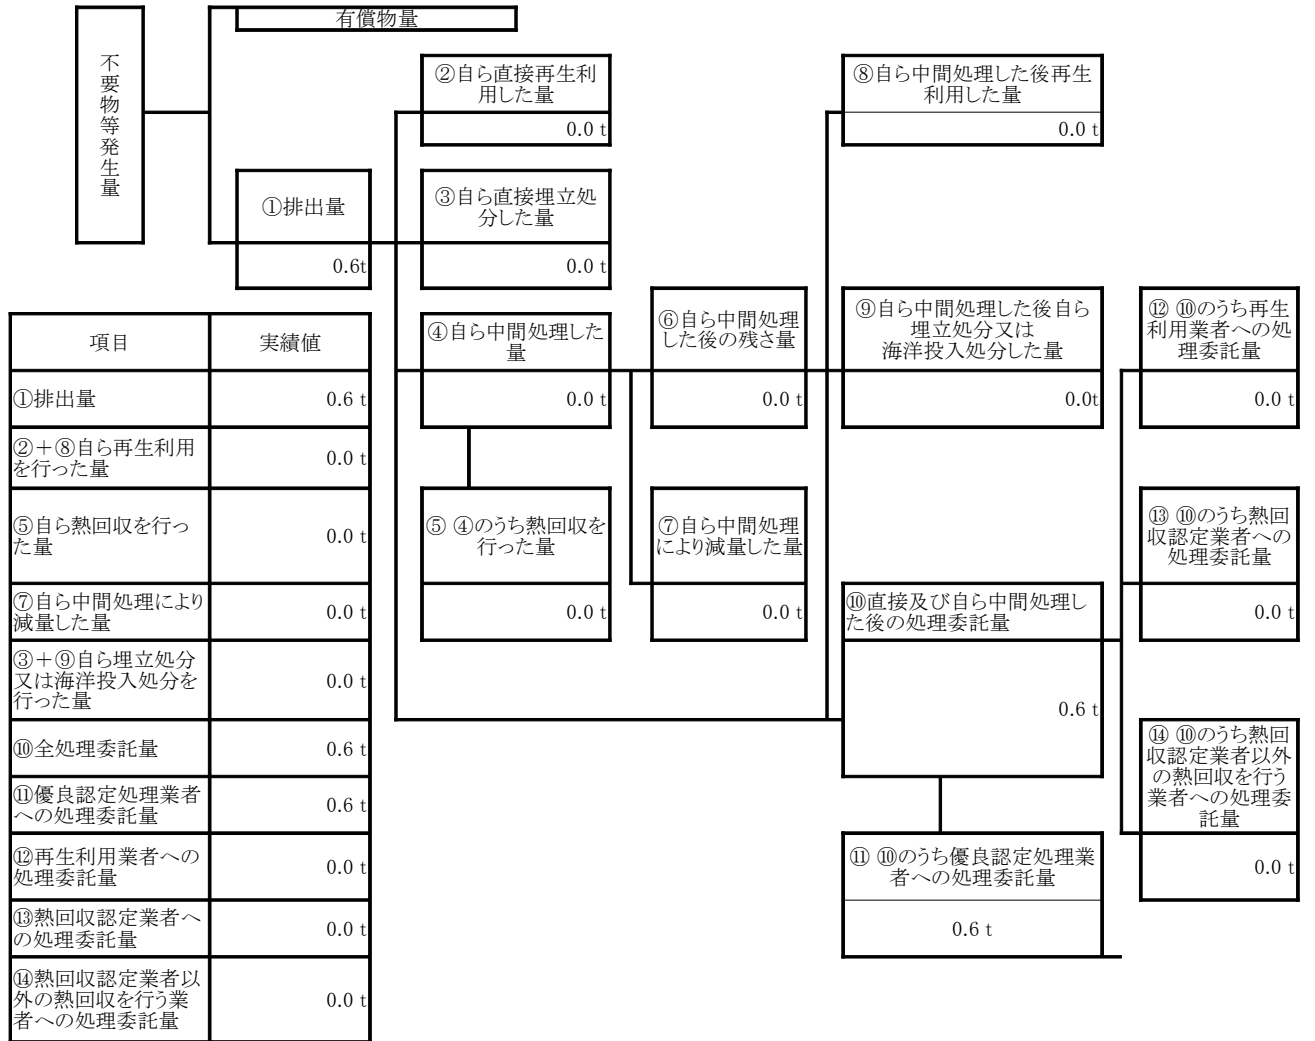 有償物量
不要物等発生量
②自ら直接再生利
用した量
0.0 t
⑧自ら中間処理した後再生
利用した量
0.0 t
①排出量
0.6t
③自ら直接埋立処
分した量
0.0 t
④自ら中間処理した
量
0.0 t
⑥自ら中間処理
した後の残さ量
0.0 t
⑨自ら中間処理した後自ら
埋立処分又は
海洋投入処分した量
0.0t
⑫ ⑩のうち再生
利用業者への処
理委託量
0.0 t
⑤ ④のうち熱回収を
行った量
0.0 t
⑦自ら中間処理
により減量した量
0.0 t
⑬ ⑩のうち熱回
収認定業者への
処理委託量
0.0 t
⑩直接及び自ら中間処理し
た後の処理委託量
0.6 t
⑭ ⑩のうち熱回
収認定業者以外
の熱回収を行う
業者への処理委
託量
0.0 t
⑪ ⑩のうち優良認定処理業
者への処理委託量
0.6 t
項目 実績値
①排出量 0.6 t
②＋⑧自ら再生利用
を行った量 0.0 t
⑤自ら熱回収を行っ
た量 0.0 t
⑦自ら中間処理により
減量した量 0.0 t
③＋⑨自ら埋立処分
又は海洋投入処分を
行った量 0.0 t
⑩全処理委託量 0.6 t
⑪優良認定処理業者
への処理委託量 0.6 t
⑫再生利用業者への
処理委託量 0.0 t
⑬熱回収認定業者へ
の処理委託量 0.0 t
⑭熱回収認定業者以
外の熱回収を行う業
者への処理委託量 0.0 t